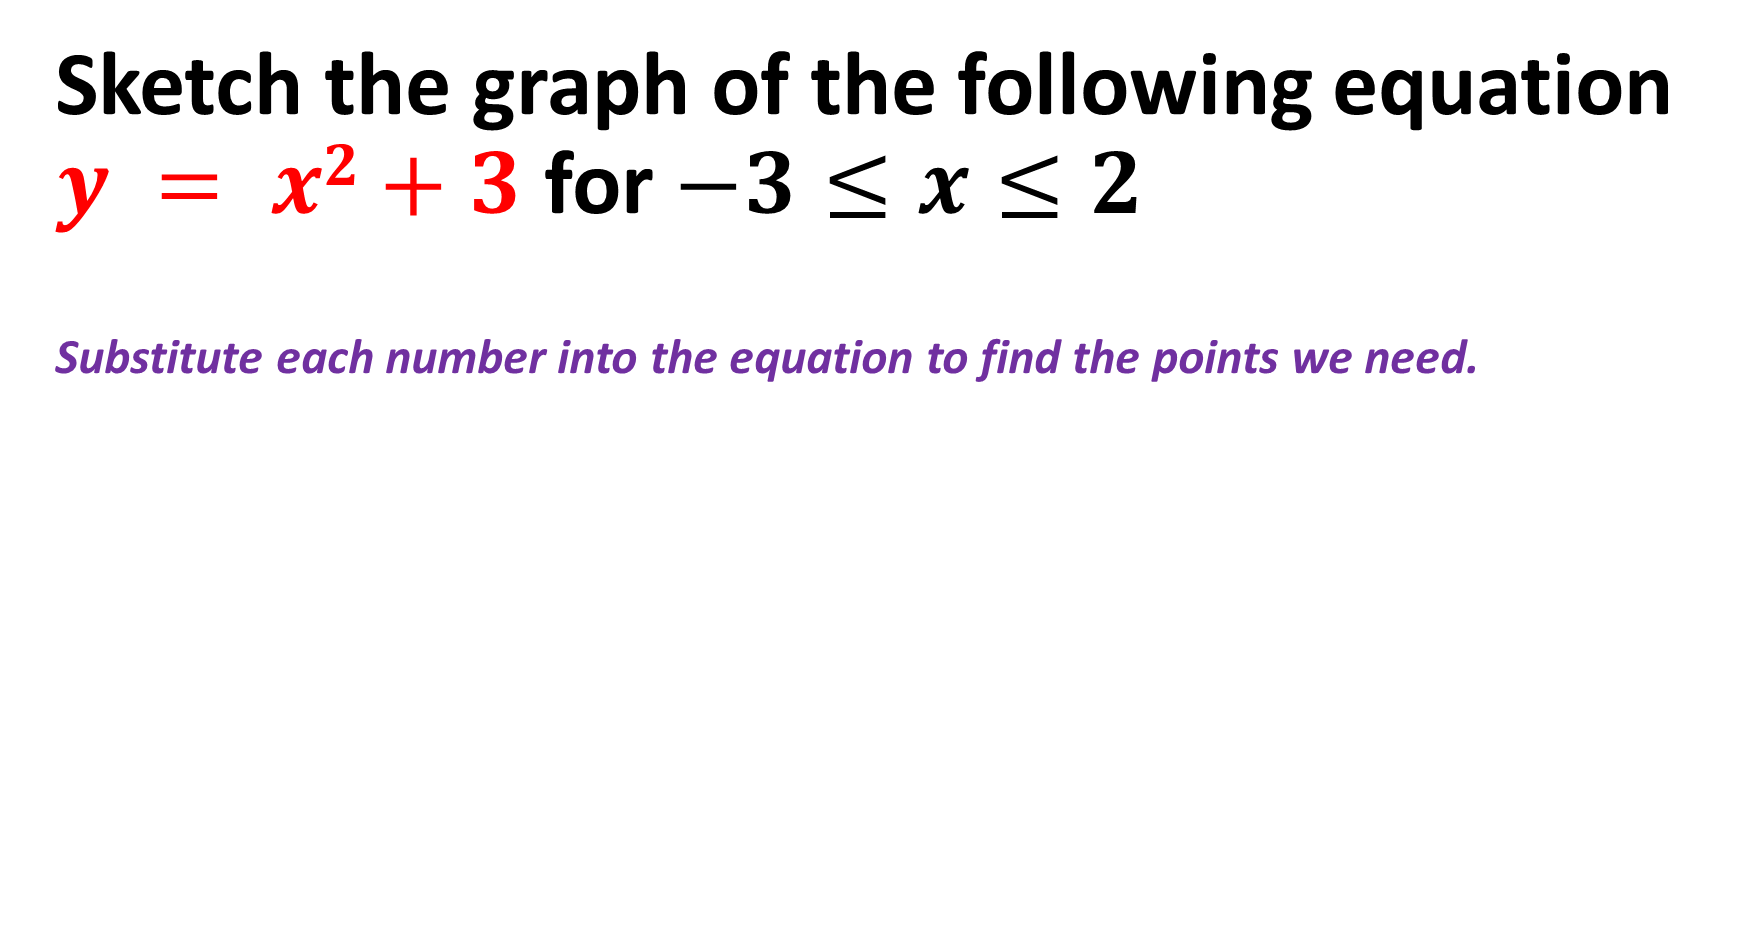 Sketch the graph of the following equation
y = x² + 3 for −3 ≤ x ≤ 2
Substitute each number into the equation to find the points we need.